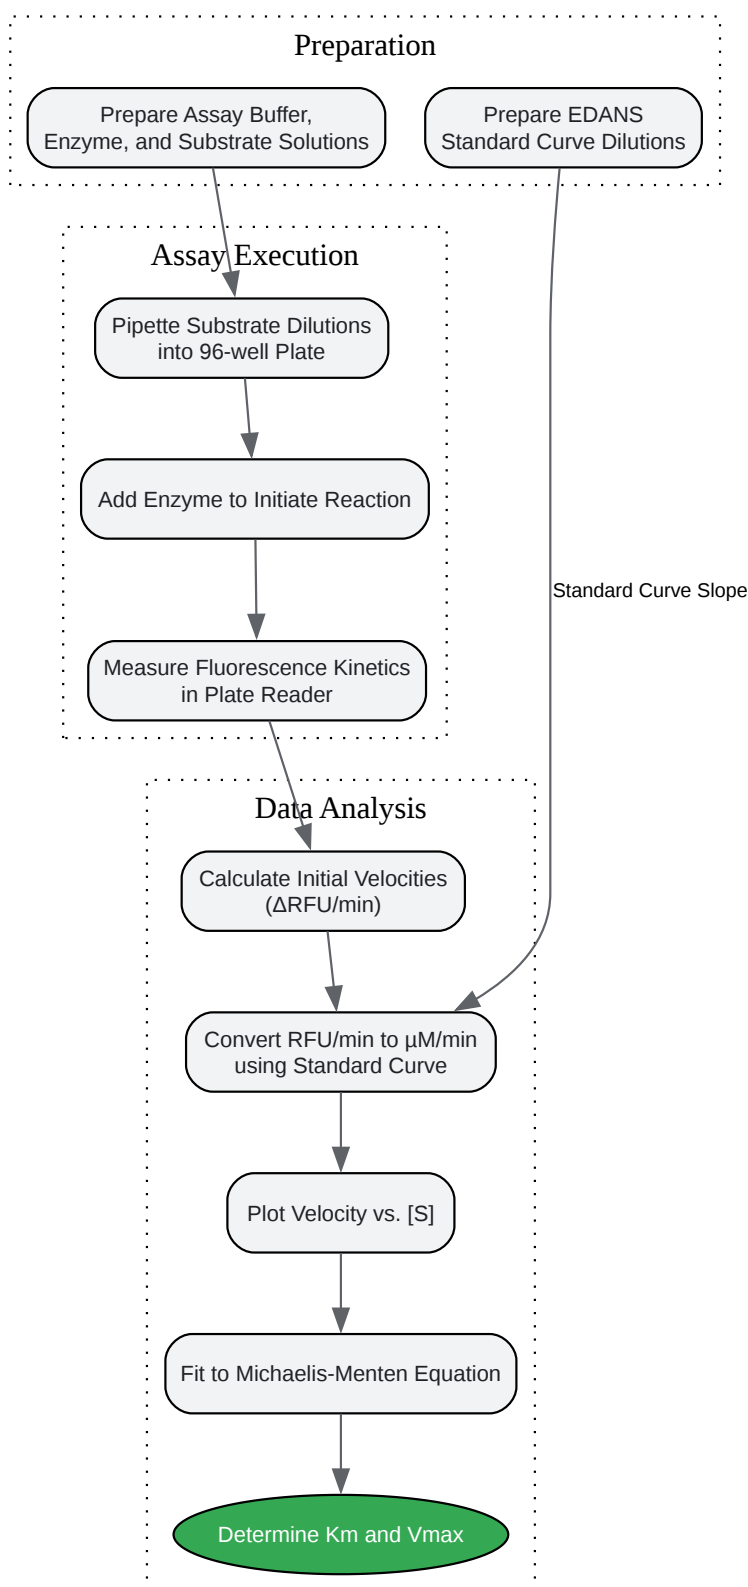 Preparation
Prepare Assay Buffer,
Enzyme, and Substrate Solutions
Prepare EDANS
Standard Curve Dilutions
Assay Execution
Pipette Substrate Dilutions
into 96-well Plate
Add Enzyme to Initiate Reaction
Standard Curve Slope
Measure Fluorescence Kinetics
in Plate Reader
Data Analysis
Calculate Initial Velocities
(ΔRFU/min)
Convert RFU/min to µM/min
using Standard Curve
Plot Velocity vs. [S]
Fit to Michaelis-Menten Equation
Determine Km and Vmax